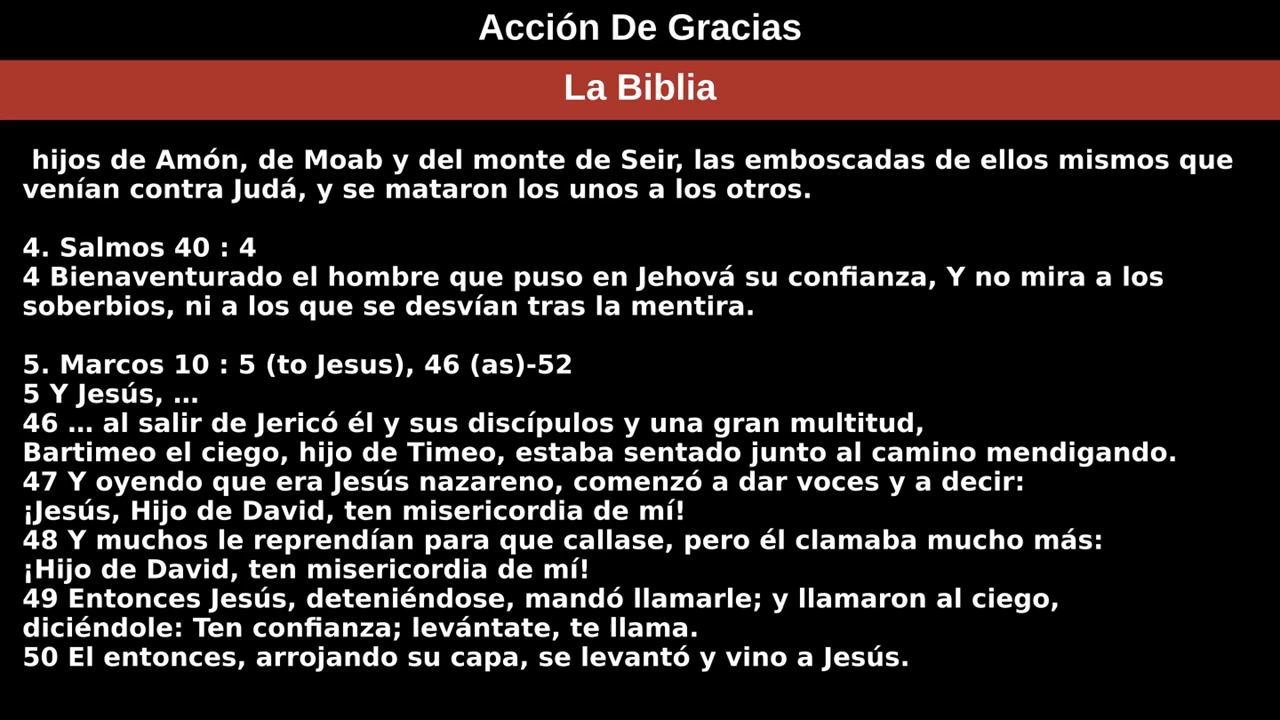 Acción De Gracias
La Biblia
hijos de Amón, de Moab y del monte de Seir, las emboscadas de ellos mismos que
venían contra Judá, y se mataron los unos a los otros.
4. Salmos 40 : 4
4 Bienaventurado el hombre que puso en Jehová su confianza, Y no mira a los
soberbios, ni a los que se desvían tras la mentira.
5. Marcos 10 : 5 (to Jesus), 46 (as)-52
5 Y Jesús, …
46 … al salir de Jericó él y sus discípulos y una gran multitud,
Bartimeo el ciego, hijo de Timeo, estaba sentado junto al camino mendigando.
47 Y oyendo que era Jesús nazareno, comenzó a dar voces y a decir:
¡Jesús, Hijo de David, ten misericordia de mí!
48 Y muchos le reprendían para que callase, pero él clamaba mucho más:
¡Hijo de David, ten misericordia de mí!
49 Entonces Jesús, deteniéndose, mandó llamarle; y llamaron al ciego,
diciéndole: Ten confianza; levántate, te llama.
50 El entonces, arrojando su capa, se levantó y vino a Jesús.